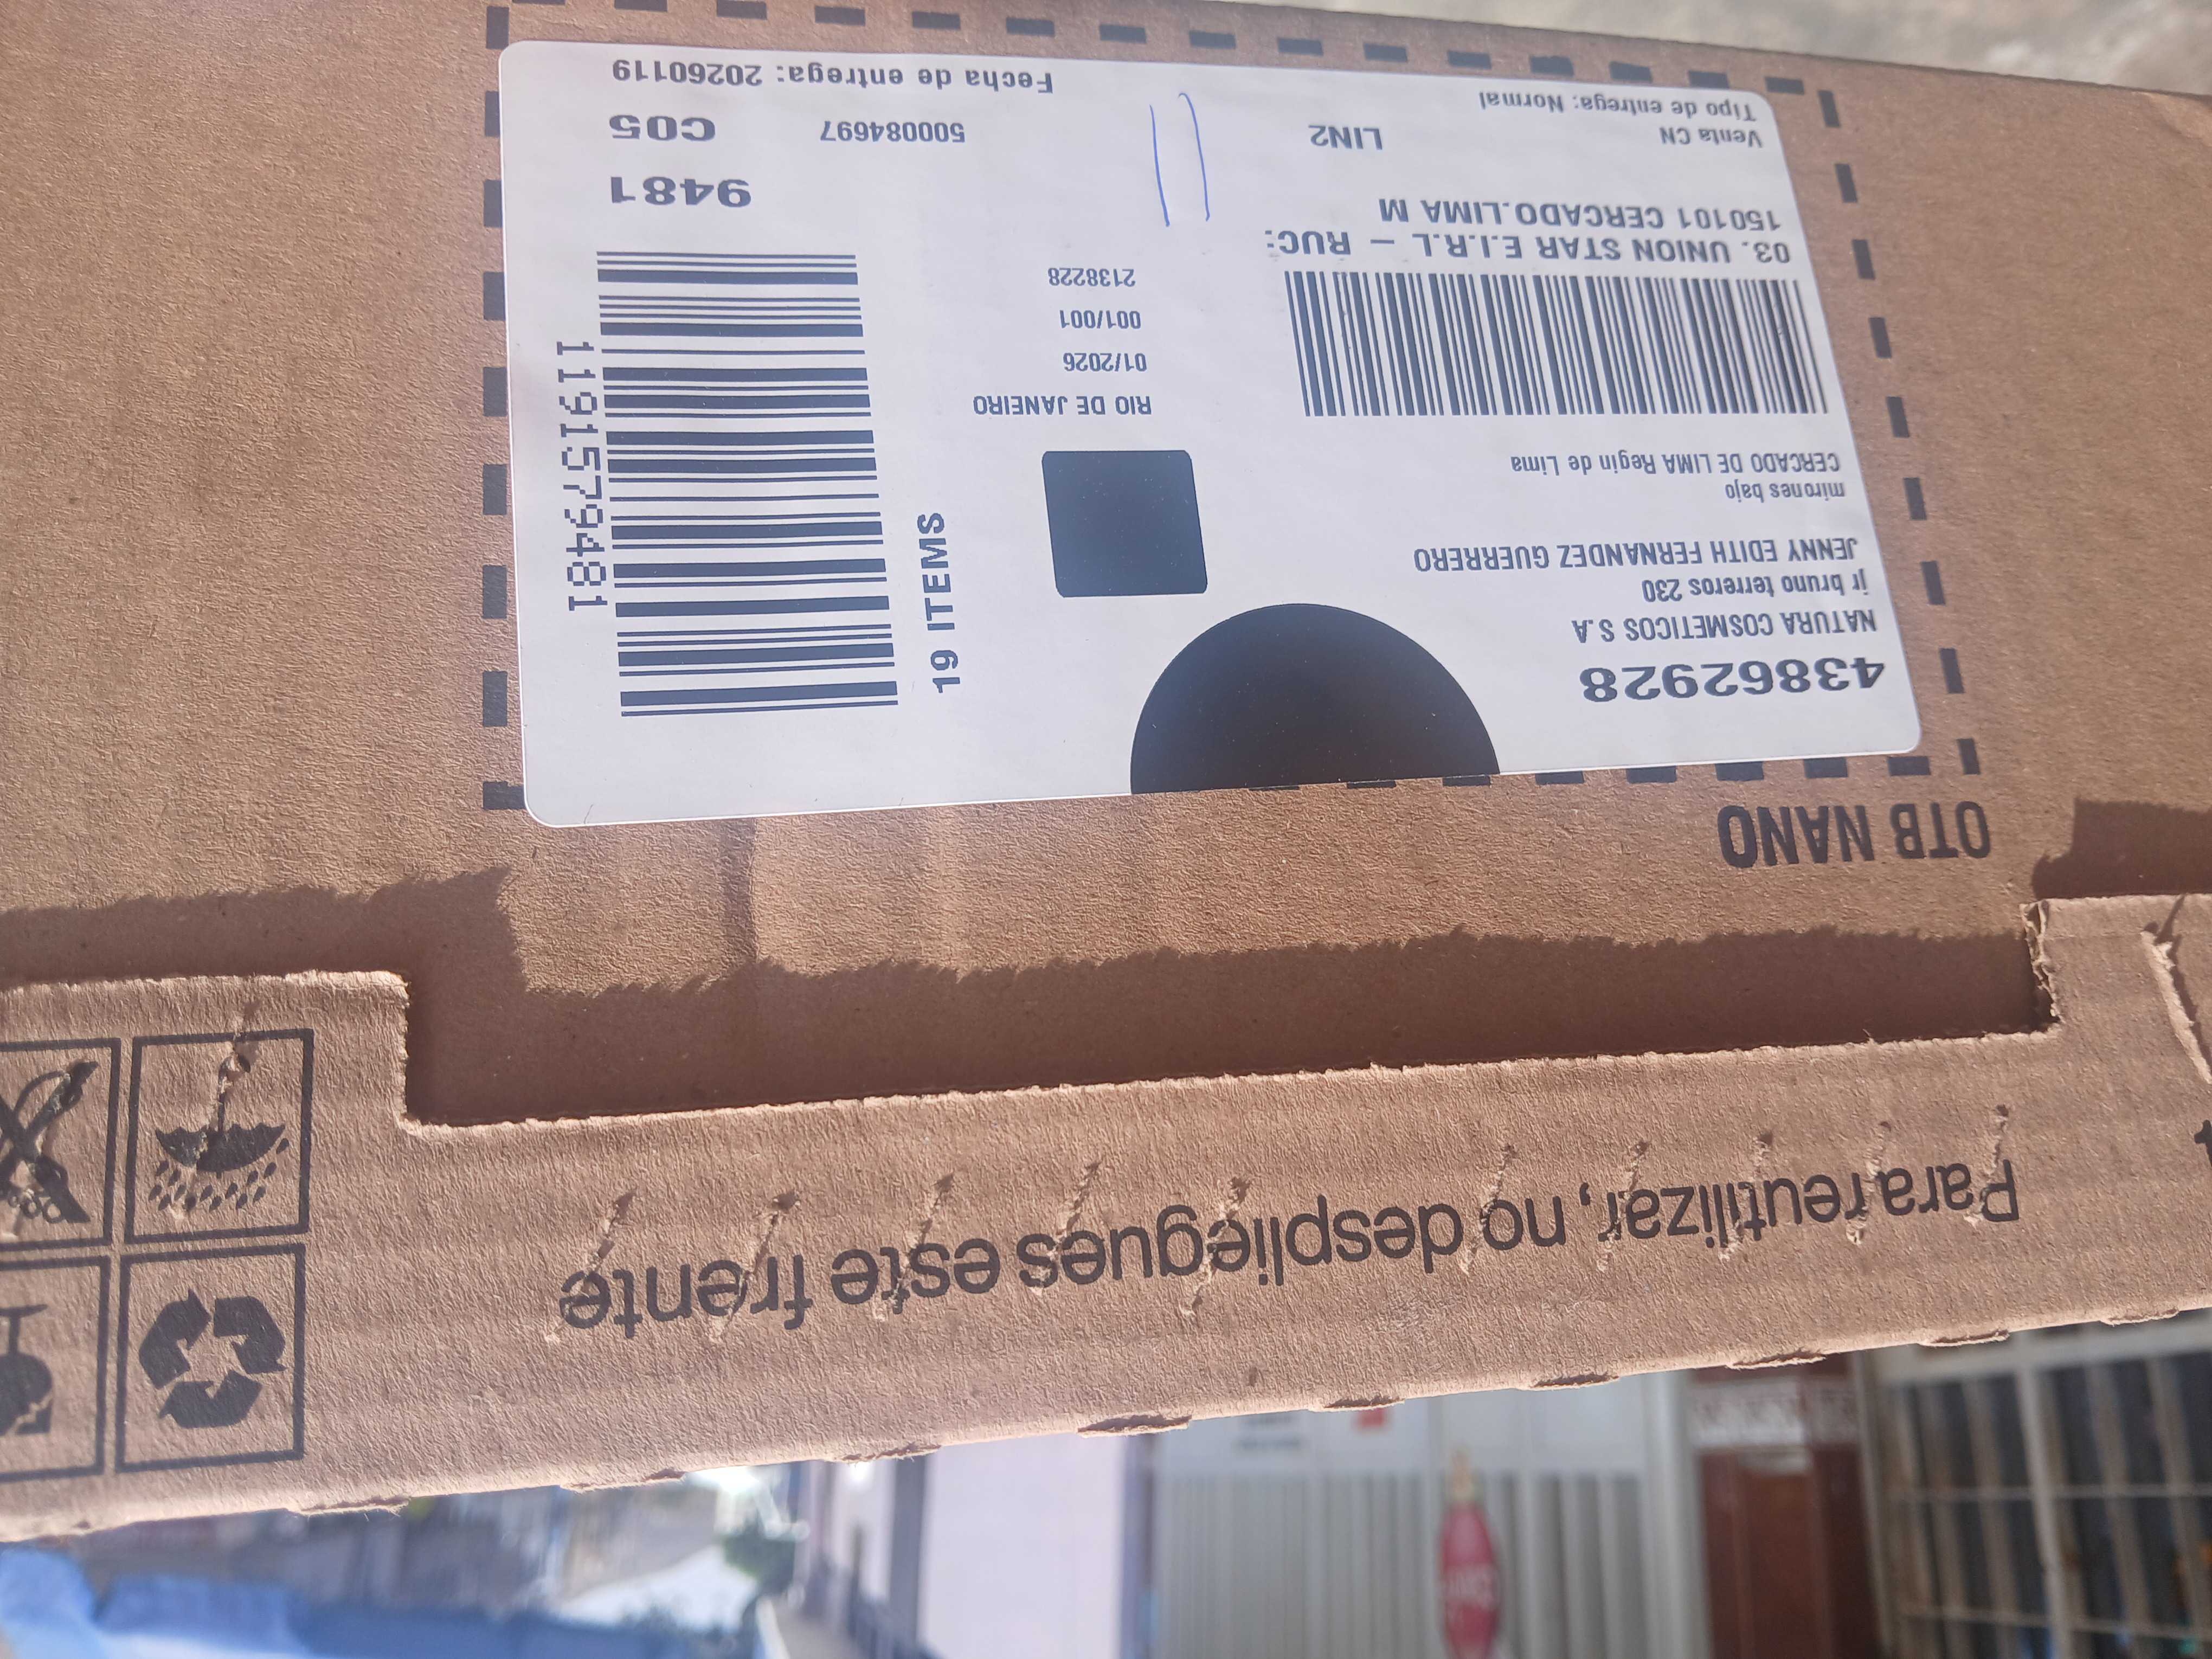 OTB NANO
43862928
NATURA COSMETICOS S.A
jr bruno terreros 230
JENNY EDITH FERNANDEZ GUERRERO
mirones bajo
CERCADO DE LIMA Regin de Lima
03. UNION STAR E.I.R.L - RUC:
150101 CERCADO.LIMA M
Venta CN
LIN2
Tipo de entrega: Normal
RIO DE JANEIRO
01/2026
001/001
2138228
19 ITEMS
1191579481
9481
500084697
C05
Fecha de entrega: 20260119
Para reutilizar, no despliegues este frente